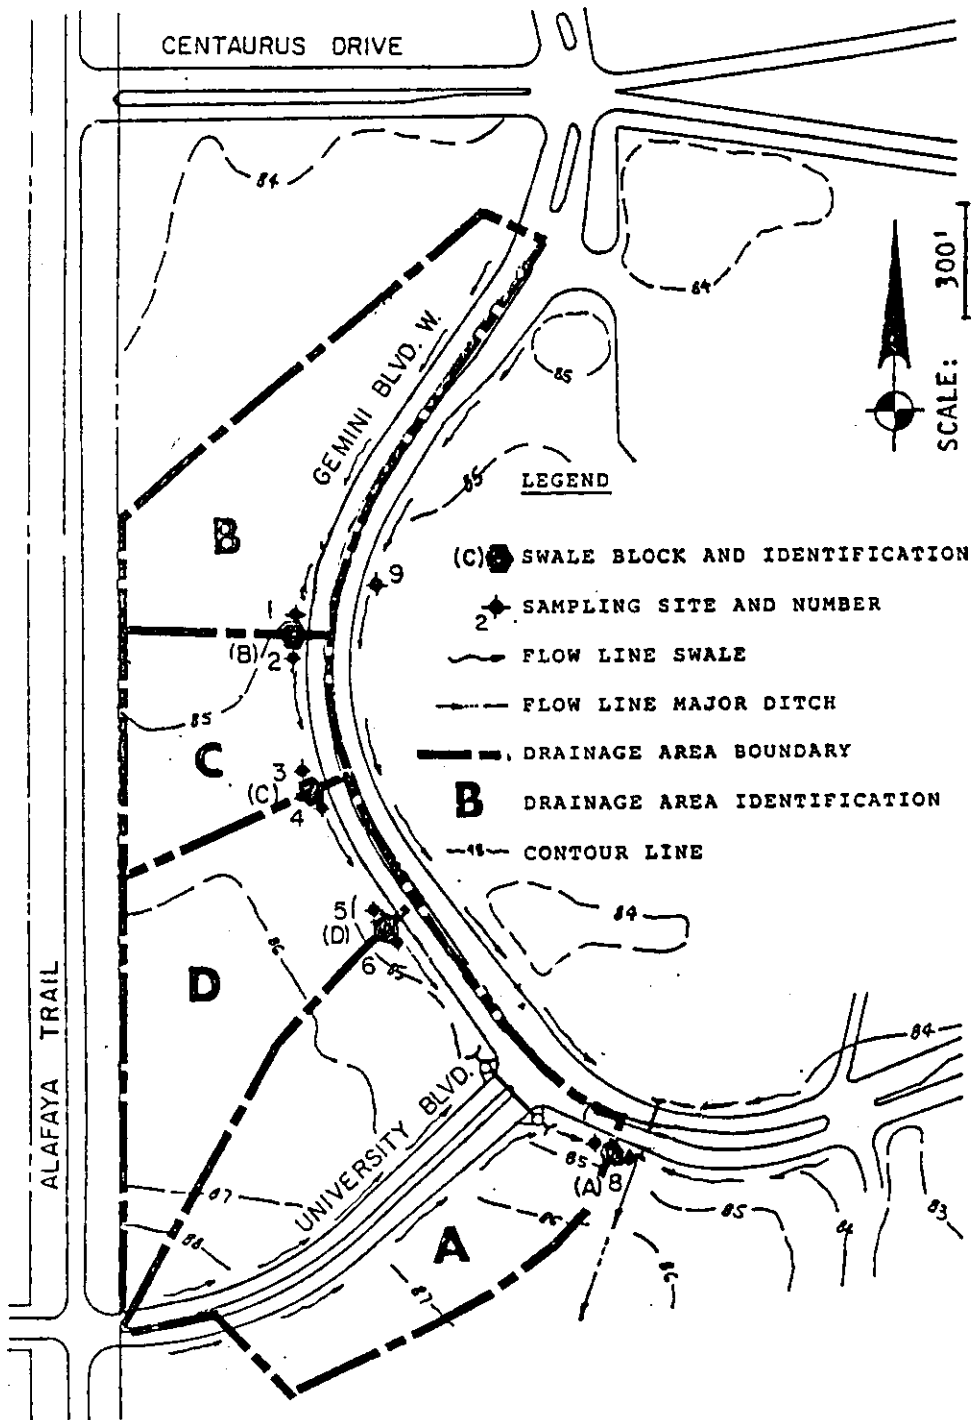 CENTAURUS DRIVE
84
84
300'
SCALE:
GEMINI BLVD. W.
85
85
LEGEND
B
(C) SWALE BLOCK AND IDENTIFICATION
9
2 SAMPLING SITE AND NUMBER
1
(B)
2
FLOW LINE SWALE
85
FLOW LINE MAJOR DITCH
C
DRAINAGE AREA BOUNDARY
3
(C)
4
B DRAINAGE AREA IDENTIFICATION
CONTOUR LINE
5
(D)
6
84
86
85
D
ALAFAYA TRAIL
84
UNIVERSITY BLVD.
85
(A)
8
87
88
A
85
84
83
86
87